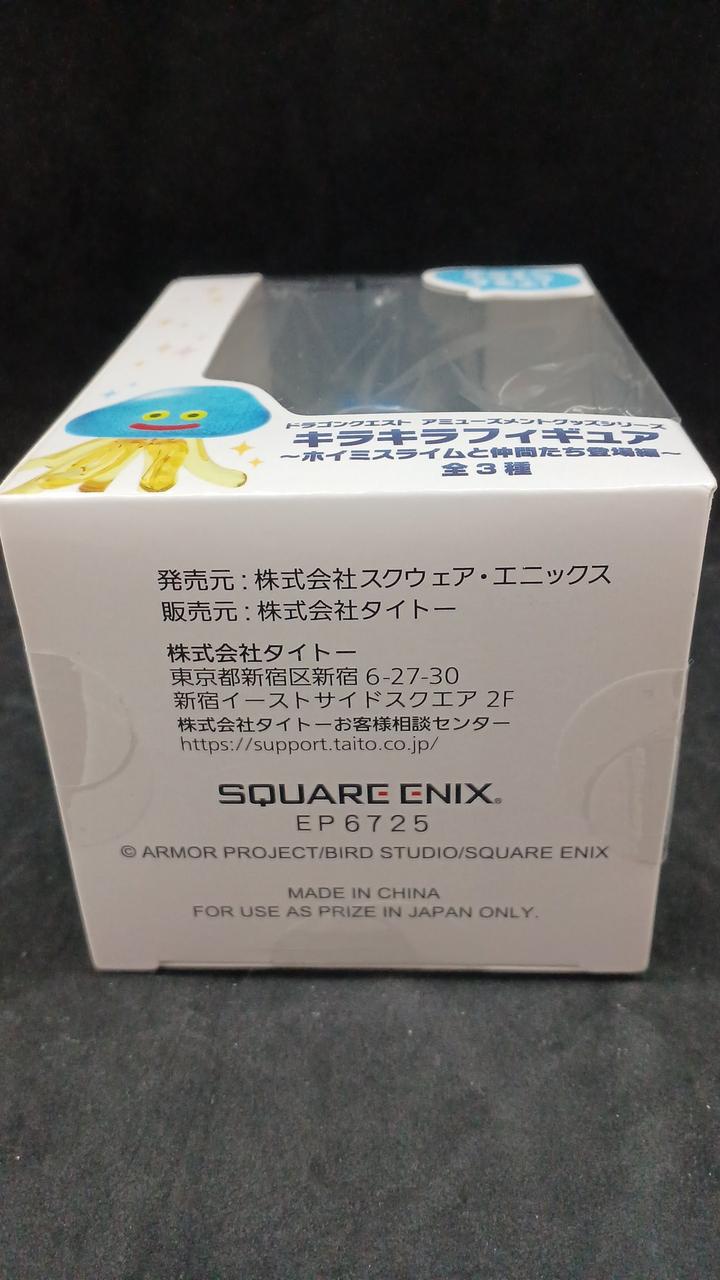 ドラゴンクエスト アミューズメントグッズシリーズ
キラキラフィギュア
～ホイミスライムと仲間たち登場編～
全3種
発売元:株式会社スクウェア・エニックス
販売元:株式会社タイトー
株式会社タイトー
東京都新宿区新宿 6-27-30
新宿イーストサイドスクエア 2F
株式会社タイトーお客様相談センター
https://support.taito.co.jp/
SQUARE ENIX®
EP6725
© ARMOR PROJECT/BIRD STUDIO/SQUARE ENIX
MADE IN CHINA
FOR USE AS PRIZE IN JAPAN ONLY.